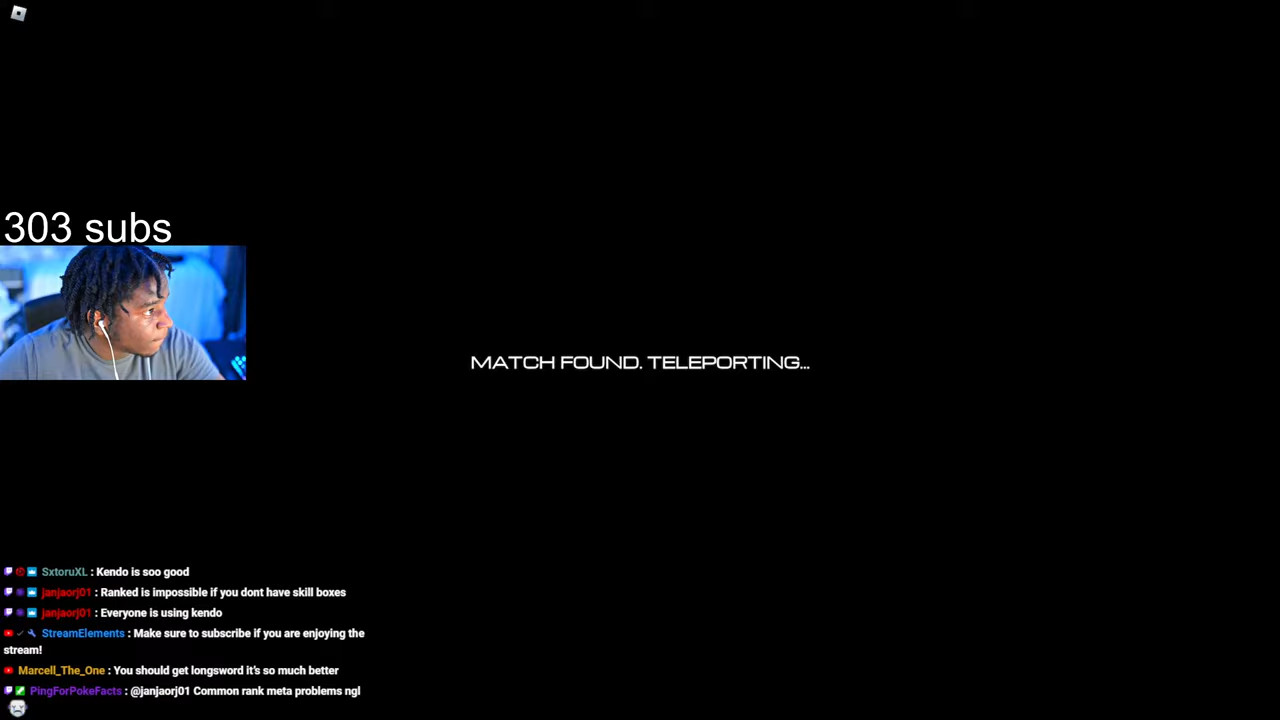 303 subs
MATCH FOUND. TELEPORTING...
SxtoruXL : Kendo is soo good
janjaorj01 : Ranked is impossible if you dont have skill boxes
janjaorj01 : Everyone is using kendo
StreamElements : Make sure to subscribe if you are enjoying the
stream!
Marcell_The_One : You should get longsword it's so much better
PingForPokeFacts : @janjaorj01 Common rank meta problems ngl